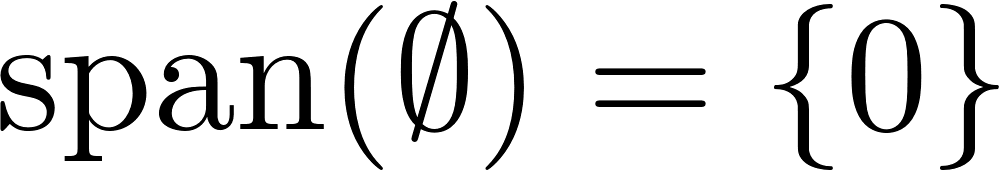 span(∅) = {0}